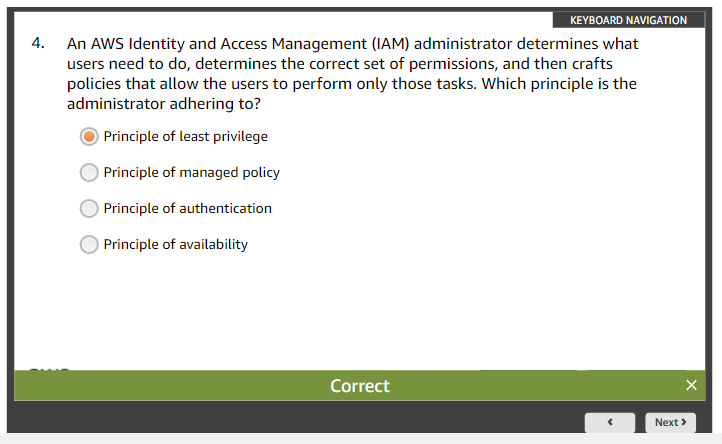 KEYBOARD NAVIGATION
4. An AWS Identity and Access Management (IAM) administrator determines what
users need to do, determines the correct set of permissions, and then crafts
policies that allow the users to perform only those tasks. Which principle is the
administrator adhering to?
Principle of least privilege
Principle of managed policy
Principle of authentication
Principle of availability
Correct
Next